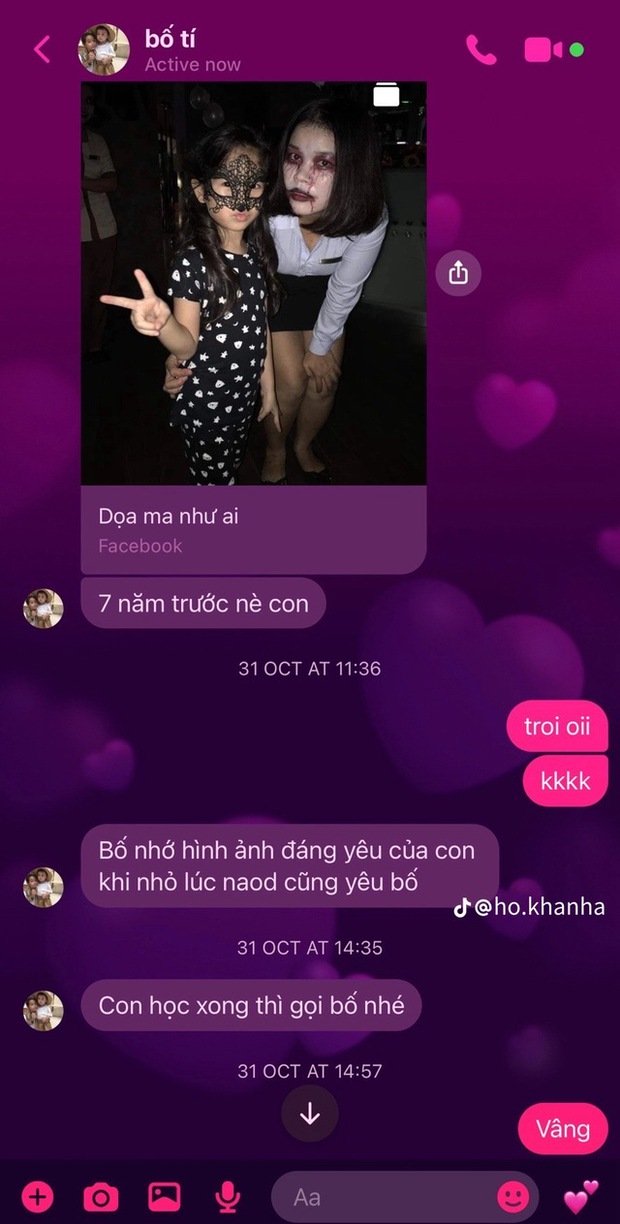 bố tí
Active now
Dọa ma như ai
Facebook
7 năm trước nè con
31 OCT AT 11:36
troi oii
kkkk
Bố nhớ hình ảnh đáng yêu của con
khi nhỏ lúc naod cũng yêu bố
@ho.khanha
31 OCT AT 14:35
Con học xong thì gọi bố nhé
31 OCT AT 14:57
Vâng
Aa